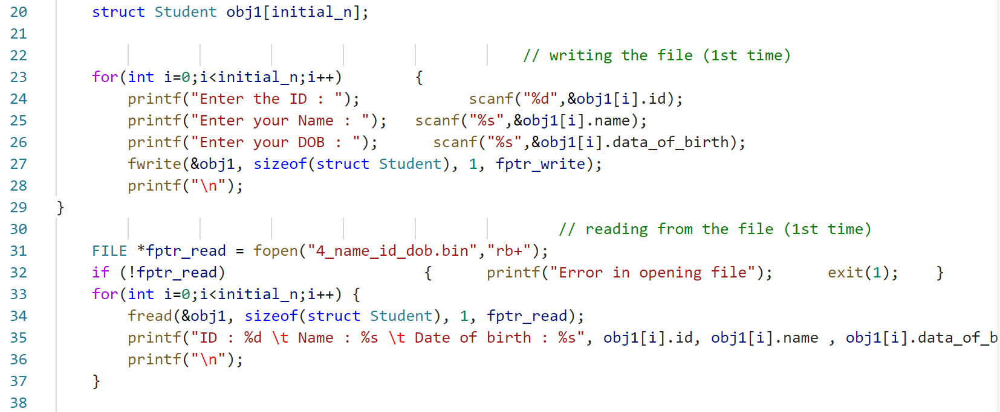 20 struct Student obj1[initial_n];
21
22 // writing the file (1st time)
23 for(int i=0;i<initial_n;i++) {
24 printf("Enter the ID : "); scanf("%d",&obj1[i].id);
25 printf("Enter your Name : "); scanf("%s",&obj1[i].name);
26 printf("Enter your DOB : "); scanf("%s",&obj1[i].data_of_birth);
27 fwrite(&obj1, sizeof(struct Student), 1, fptr_write);
28 printf("\n");
29 }
30 // reading from the file (1st time)
31 FILE *fptr_read = fopen("4_name_id_dob.bin","rb+");
32 if (!fptr_read) { printf("Error in opening file"); exit(1); }
33 for(int i=0;i<initial_n;i++) {
34 fread(&obj1, sizeof(struct Student), 1, fptr_read);
35 printf("ID : %d \t Name : %s \t Date of birth : %s", obj1[i].id, obj1[i].name , obj1[i].data_of_b
36 printf("\n");
37 }
38